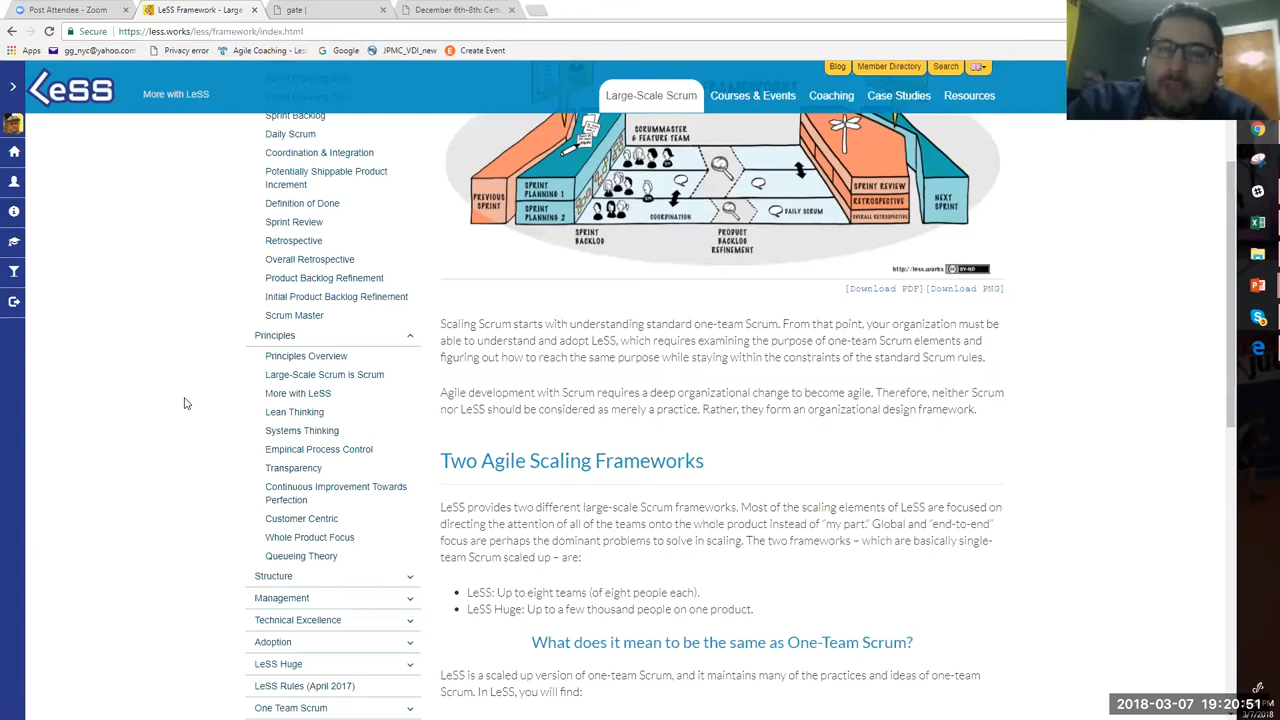 Post Attendee - Zoom
LeSS Framework - Large
gate |
December 6th-8th: Certi
Secure
https://less.works/less/framework/index.html
Apps
gg_nyc@yahoo.com
Privacy error
Agile Coaching - Les
Google
JPMC_VDI_new
Create Event
LeSS
More with LeSS
Blog
Member Directory
Search
Large-Scale Scrum
Courses & Events
Coaching
Case Studies
Resources
Sprint Backlog
Daily Scrum
Coordination & Integration
Potentially Shippable Product
Increment
Definition of Done
Sprint Review
Retrospective
Overall Retrospective
Product Backlog Refinement
Initial Product Backlog Refinement
Scrum Master
Principles
Principles Overview
Large-Scale Scrum is Scrum
More with LeSS
Lean Thinking
Systems Thinking
Empirical Process Control
Transparency
Continuous Improvement Towards
Perfection
Customer Centric
Whole Product Focus
Queueing Theory
Structure
Management
Technical Excellence
Adoption
LeSS Huge
LeSS Rules (April 2017)
One Team Scrum
SCRUMMASTER
& FEATURE TEAM
PREVIOUS
SPRINT
SPRINT
PLANNING 1
SPRINT
PLANNING 2
COORDINATION
DAILY SCRUM
SPRINT REVIEW
RETROSPECTIVE
OVERALL RETROSPECTIVE
NEXT
SPRINT
SPRINT
BACKLOG
PRODUCT
BACKLOG
REFINEMENT
http://less.works
BY-ND
[Download PDF][Download PNG]
Scaling Scrum starts with understanding standard one-team Scrum. From that point, your organization must be
able to understand and adopt LeSS, which requires examining the purpose of one-team Scrum elements and
figuring out how to reach the same purpose while staying within the constraints of the standard Scrum rules.
Agile development with Scrum requires a deep organizational change to become agile. Therefore, neither Scrum
nor LeSS should be considered as merely a practice. Rather, they form an organizational design framework.
Two Agile Scaling Frameworks
LeSS provides two different large-scale Scrum frameworks. Most of the scaling elements of LeSS are focused on
directing the attention of all of the teams onto the whole product instead of “my part.” Global and “end-to-end”
focus are perhaps the dominant problems to solve in scaling. The two frameworks – which are basically single-
team Scrum scaled up – are:
LeSS: Up to eight teams (of eight people each).
LeSS Huge: Up to a few thousand people on one product.
What does it mean to be the same as One-Team Scrum?
LeSS is a scaled up version of one-team Scrum, and it maintains many of the practices and ideas of one-team
Scrum. In LeSS, you will find:
2018-03-07 19:20:51
3/7/2018